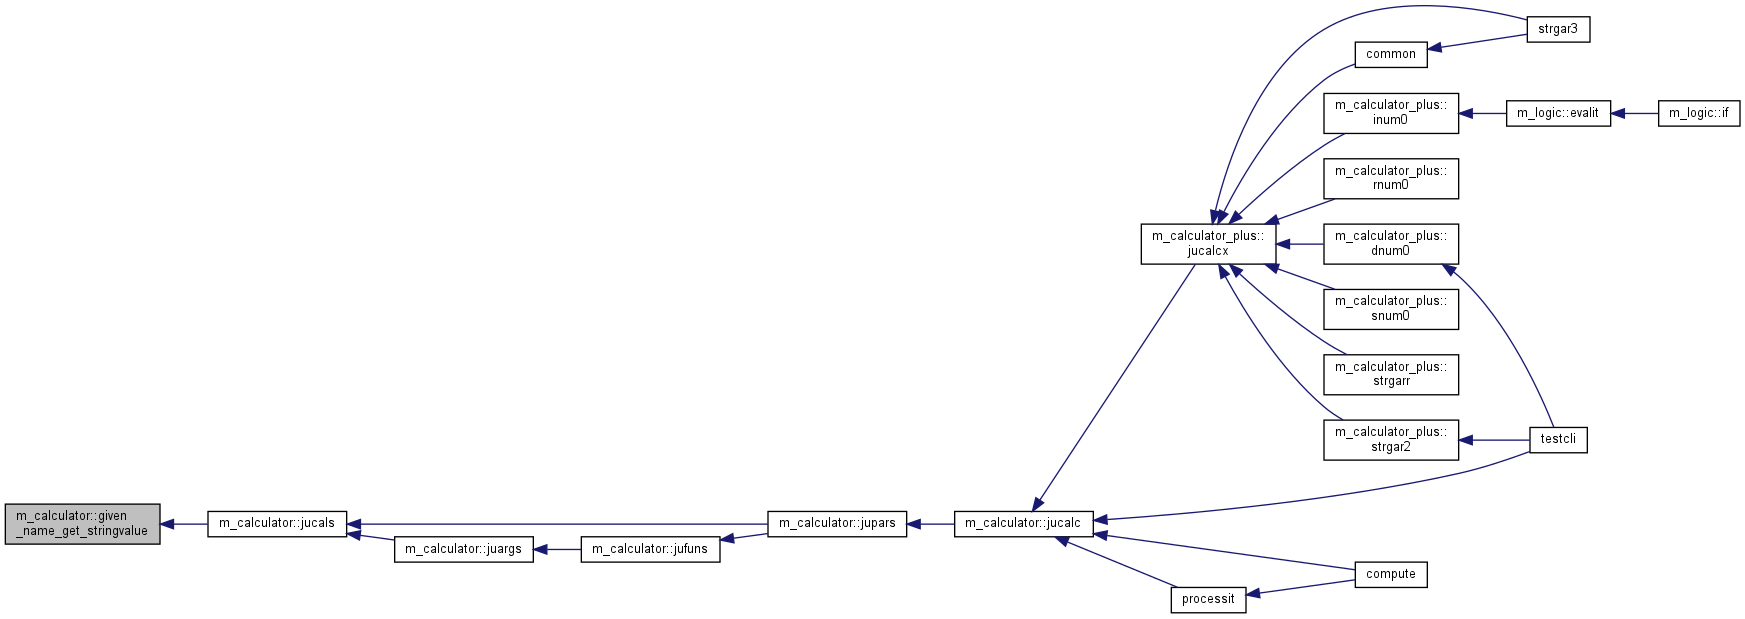 strgar3
common
m_calculator_plus::
inum0
m_logic::evalit
m_logic::if
m_calculator_plus::
rnum0
m_calculator_plus::
jucalcx
m_calculator_plus::
dnum0
m_calculator_plus::
snum0
m_calculator_plus::
strgarr
m_calculator_plus::
strgar2
testcli
m_calculator::given
_name_get_stringvalue
m_calculator::jucals
m_calculator::juargs
m_calculator::jufuns
m_calculator::jupars
m_calculator::jucalc
compute
processit